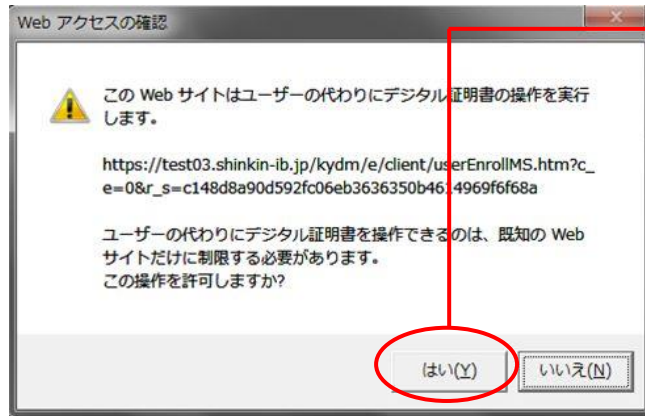 Web アクセスの確認
この Web サイトはユーザーの代わりにデジタル証明書の操作を実行
します。
https://test03.shinkin-ib.jp/kydm/e/client/userEnrollMS.htm?c_
e=0&r_s=c148d8a90d592fc06eb3636350b4614969f6f68a
ユーザーの代わりにデジタル証明書を操作できるのは、既知の Web
サイトだけに制限する必要があります。
この操作を許可しますか?
はい(Y)
いいえ(N)